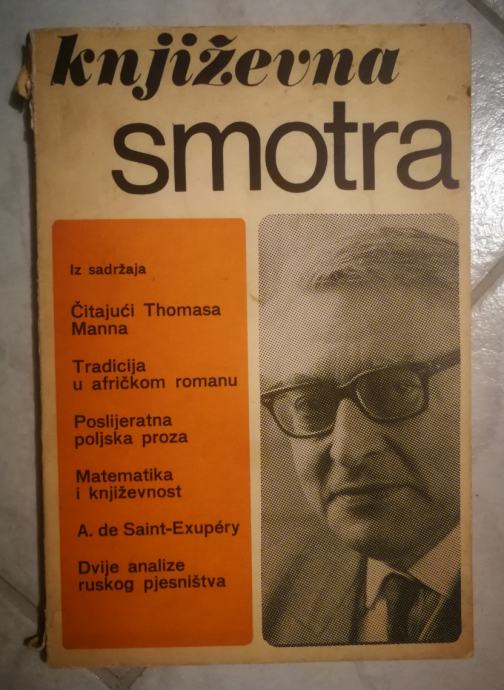 književna
smotra
Iz sadržaja
Čitajući Thomasa
Manna
Tradicija
u afričkom romanu
Poslijeratna
poljska proza
Matematika
i književnost
A. de Saint-Exupéry
Dvije analize
ruskog pjesništva